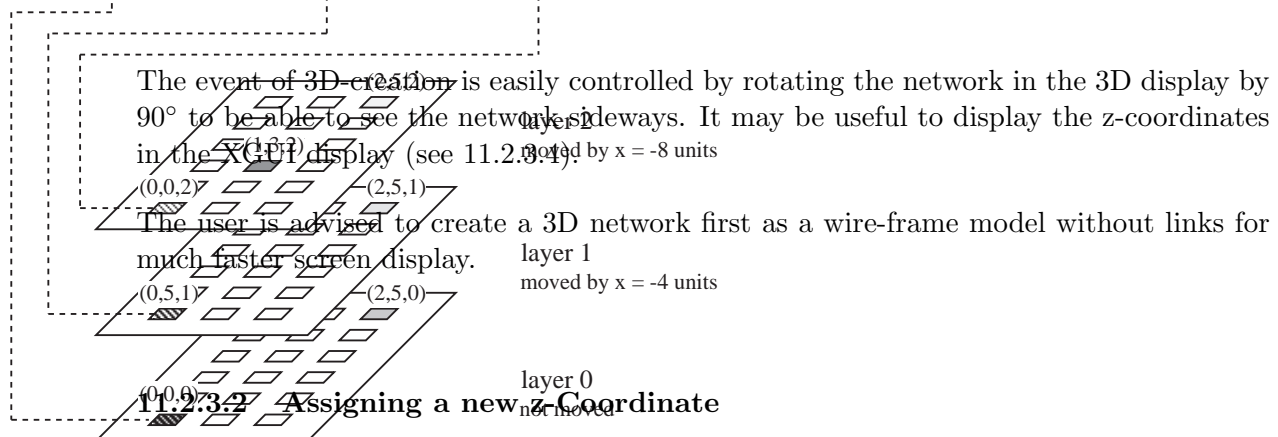 The event of 3D-creation is easily controlled by rotating the network in the 3D display by
(2,5,2)
90° to be able to see the network sideways. It may be useful to display the z-coordinates
layer 2
(1,3,2)
in the XGUI display (see 11.2.3.4).
moved by x = -8 units
(0,0,2)
(2,5,1)
The user is advised to create a 3D network first as a wire-frame model without links for
much faster screen display.
layer 1
moved by x = -4 units
(0,5,1)
(2,5,0)
layer 0
(0,0,0)
11.2.3.2 Assigning a new z-Coordinate
not moved